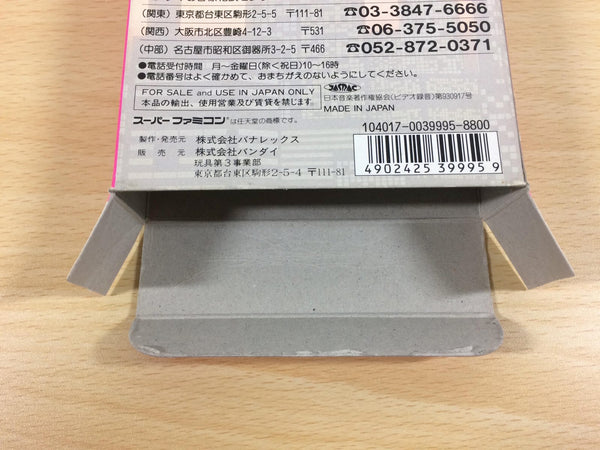 (関東) 東京都台東区駒形2-5-5 〒111-81 ☎03-3847-6666
(関西) 大阪市北区豊崎4-12-3 〒531 ☎06-375-5050
(中部) 名古屋市昭和区御器所3-2-5 〒466 ☎052-872-0371
●電話受付時間 月〜金曜日(除く祝日)10〜16時
●電話番号はよく確かめて、おまちがえのないようにしてください。
FOR SALE and USE IN JAPAN ONLY
本品の輸出、使用営業及び賃貸を禁じます。
JASRAC
日本音楽著作権協会(ビデオ録音)第930917号
MADE IN JAPAN
スーパーファミコンは任天堂の商標です。
104017-0039995-8800
製作・発売元 株式会社バナレックス
販売元 株式会社バンダイ
玩具第3事業部
東京都台東区駒形2-5-4 〒111-81
4902425399959